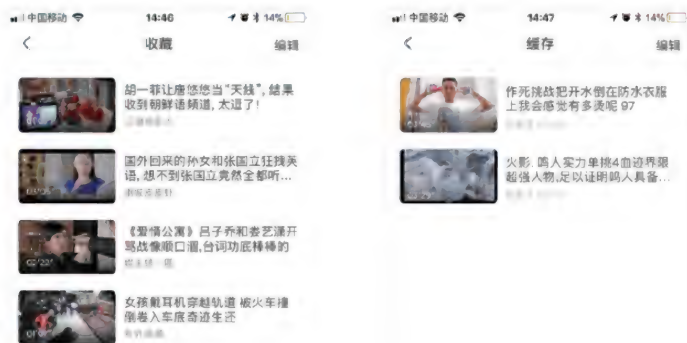 中国移动
14:46
14%
收藏
编辑
胡一菲让唐悠悠当"天线",结果
收到朝鲜语频道,太逗了!
国外回来的孙女和张国立狂拽英
语,想不到张国立竟然全都听...
《爱情公寓》吕子乔和娄艺潇开
骂战像顺口溜,台词功底棒棒的
02:22
女孩戴耳机穿越轨道 被火车撞
倒卷入车底奇迹生还
中国移动
14:47
14%
缓存
编辑
作死挑战把开水倒在防水衣服
上我会感觉有多烫呢 97
火影 鸣人实力单挑4血迹界限
超强人物,足以证明鸣人具备...